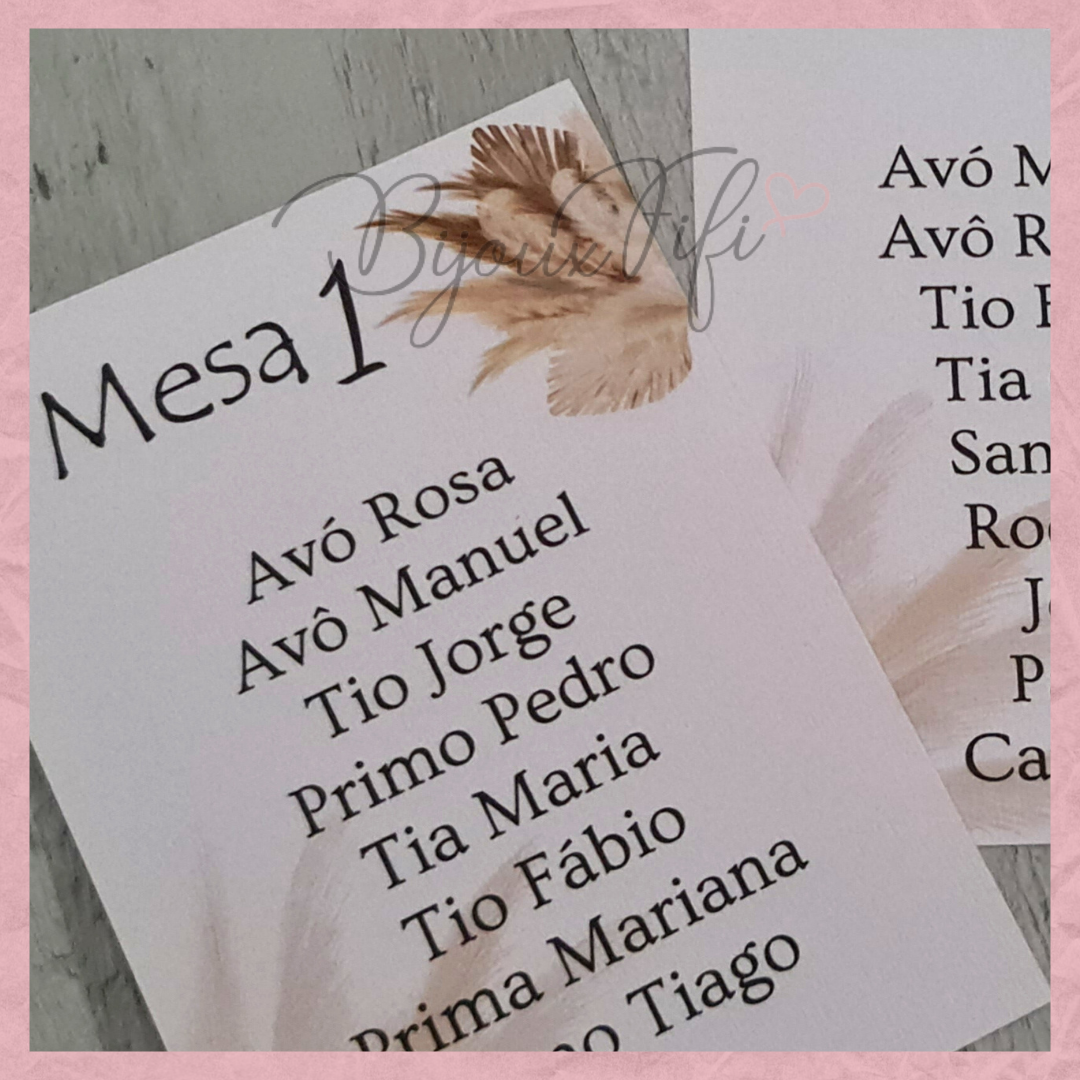 BijouxFifi
Mesa 1
Avó Rosa
Avô Manuel
Tio Jorge
Primo Pedro
Tia Maria
Tio Fábio
Prima Mariana
Tiago
Avó
Avô
Tio
Tia